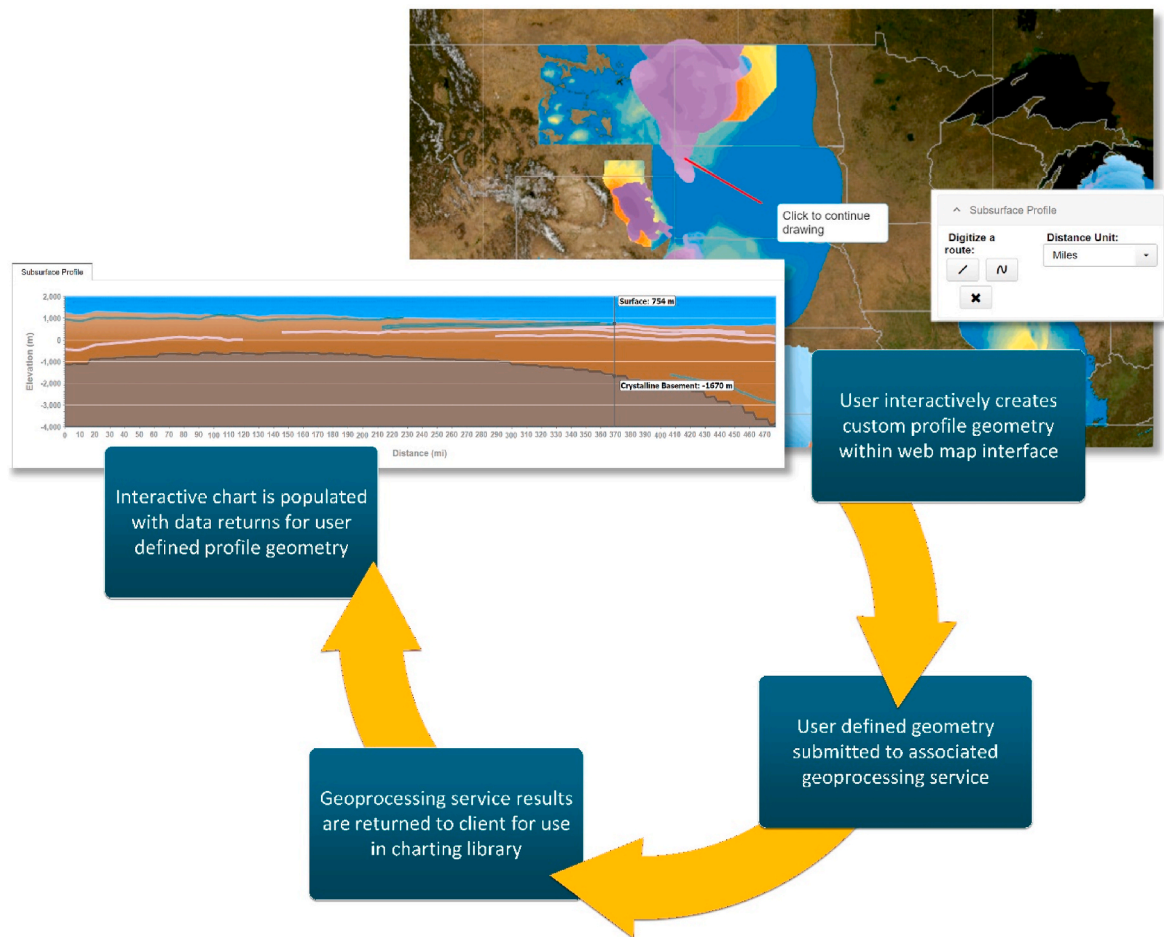 Click to continue
drawing
Subsurface Profile
Digitize a
route:
Distance Unit:
Miles
Subsurface Profile
2,000
1,000
0
-1,000
-2,000
-3,000
-4,000
Elevation (m)
Surface: 754 m
Crystalline Basement: -1670 m
0 10 20 30 40 50 60 70 80 90 100 110 120 130 140 150 160 170 180 190 200 210 220 230 240 250 260 270 280 290 300 310 320 330 340 350 360 370 380 390 400 410 420 430 440 450 460 470
Distance (mi)
User interactively creates
custom profile geometry
within web map interface
Interactive chart is populated
with data returns for user
defined profile geometry
User defined geometry
submitted to associated
geoprocessing service
Geoprocessing service results
are returned to client for use
in charting library